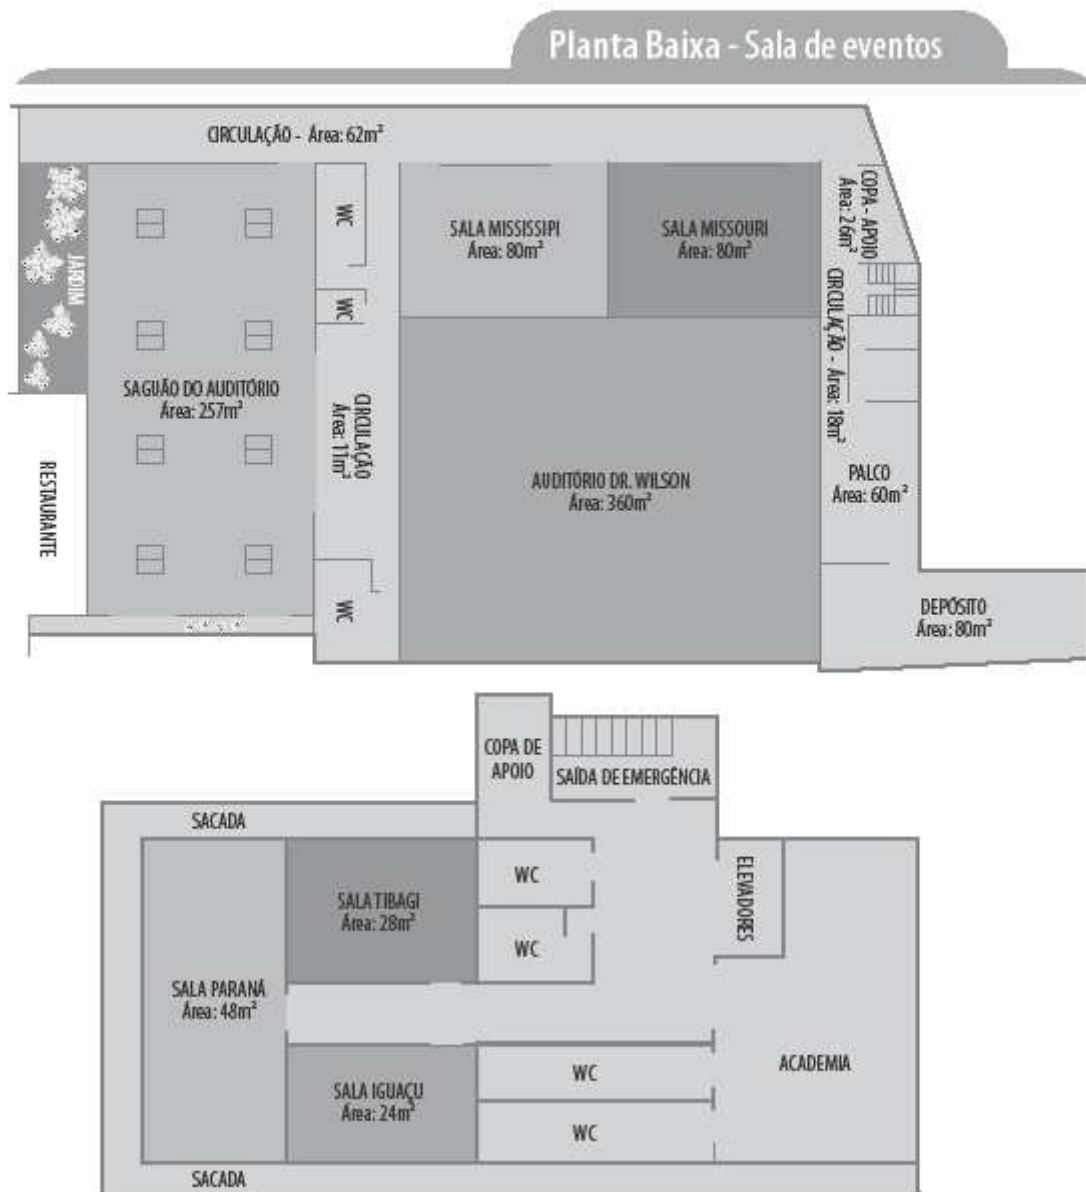 Planta Baixa - Sala de eventos
CIRCULAÇÃO - Área: 62m²
COPA - APOIO
Área: 26m²
WC
SALA MISSISSIPI
Área: 80m²
SALA MISSOURI
Área: 80m²
JARDIM
WC
CIRCULAÇÃO - Área: 18m²
SAGUÃO DO AUDITÓRIO
Área: 257m²
CIRCULAÇÃO
Área: 11m²
RESTAURANTE
AUDITÓRIO DR. WILSON
Área: 360m²
PALCO
Área: 60m²
WC
DEPÓSITO
Área: 80m²
COPA DE
APOIO
SAÍDA DE EMERGÊNCIA
SACADA
WC
ELEVADORES
SALA TIBAGI
Área: 28m²
WC
SALA PARANÁ
Área: 48m²
ACADEMIA
WC
SALA IGUAÇU
Área: 24m²
WC
SACADA